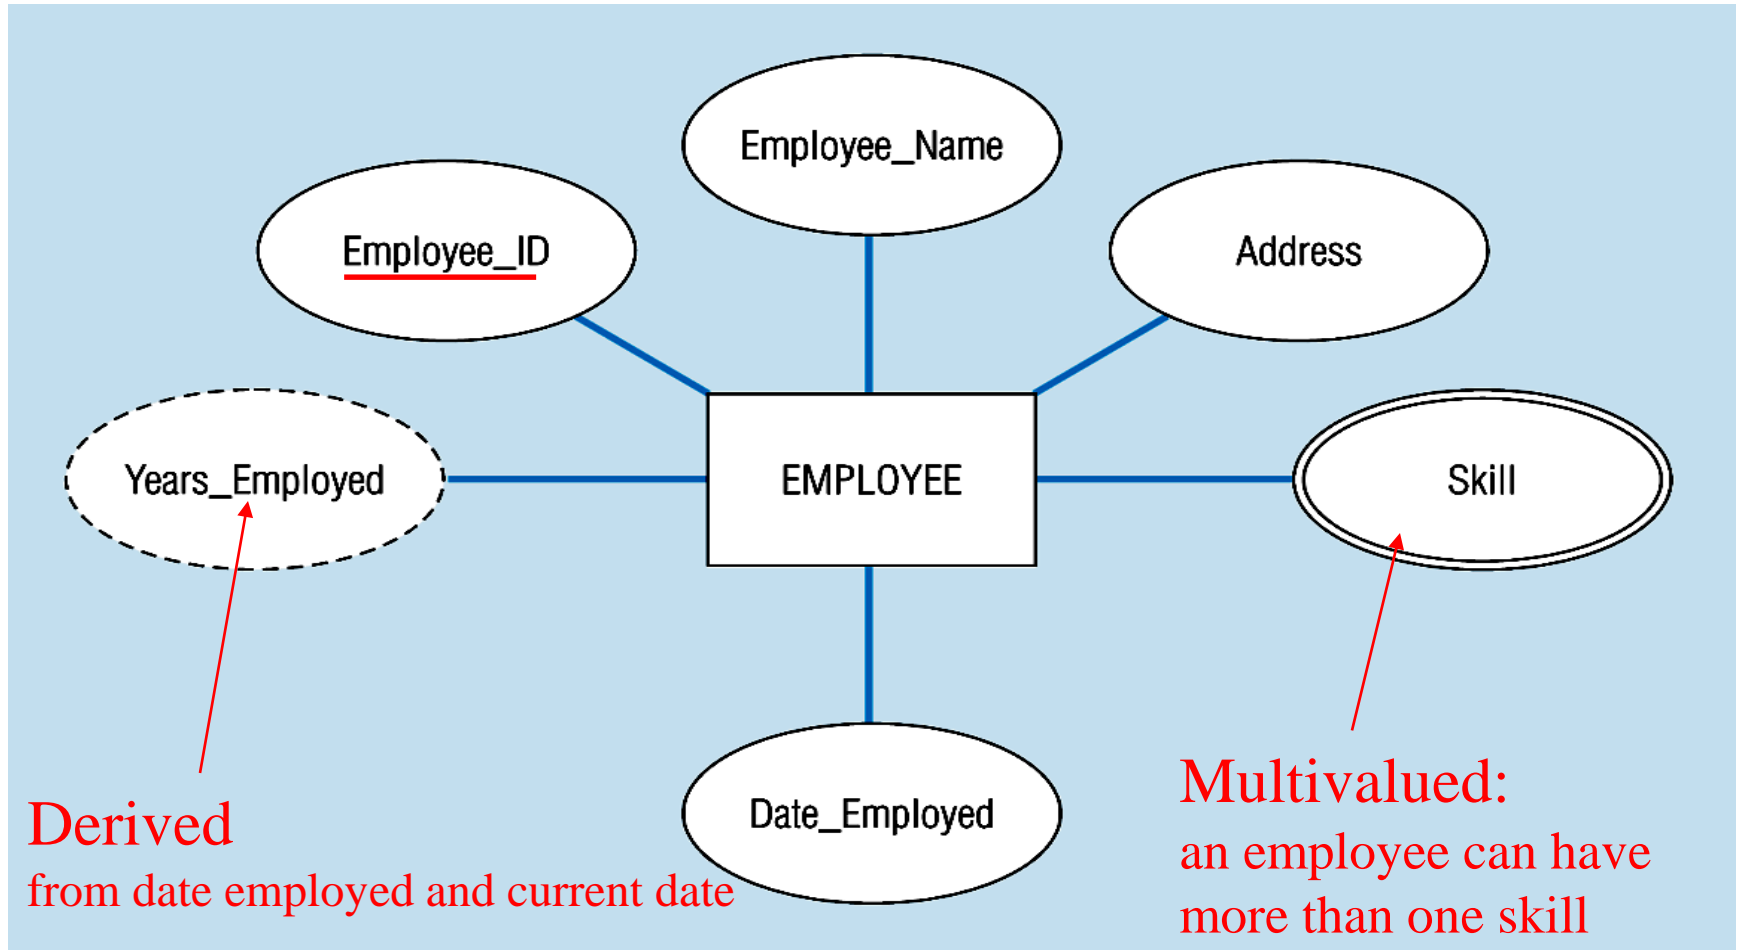 Employee_Name
Employee_ID
Address
Years_Employed
EMPLOYEE
Skill
Date_Employed
Derived
from date employed and current date
Multivalued:
an employee can have
more than one skill